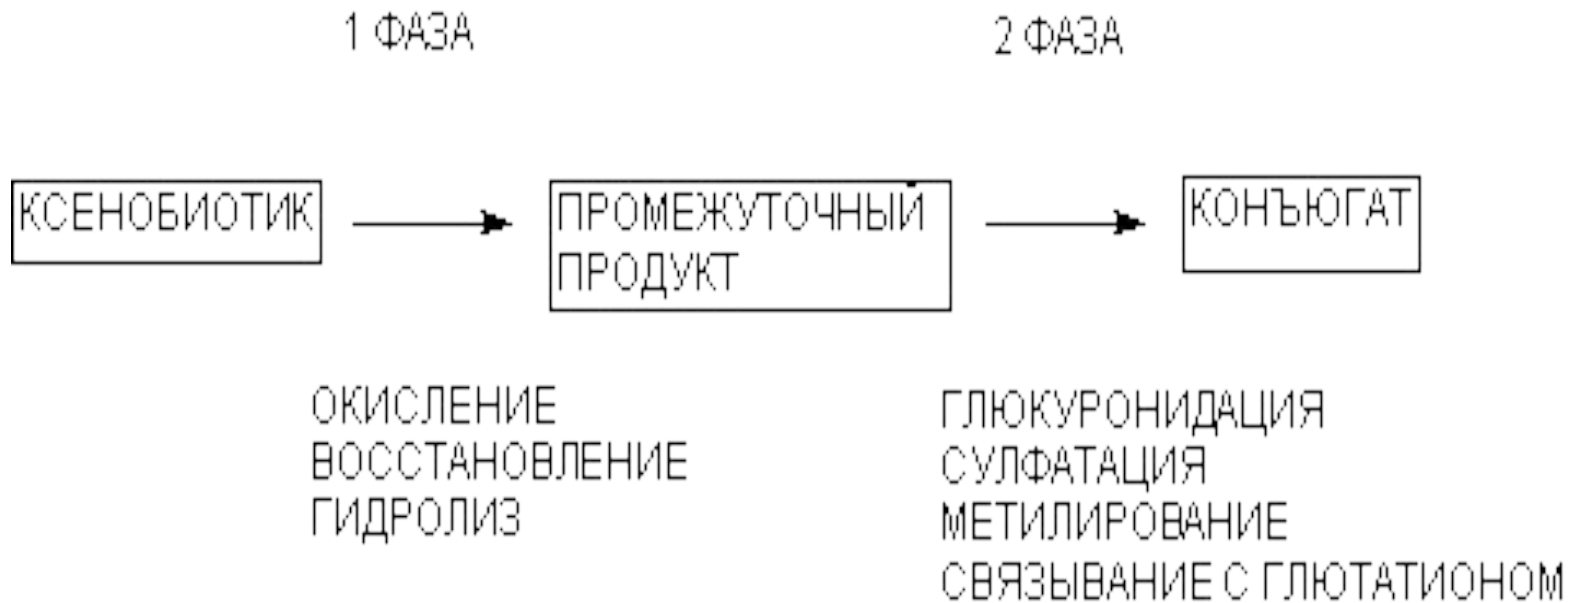 1 ФАЗА
2 ФАЗА
КСЕНОБИОТИК
ПРОМЕЖУТОЧНЫЙ
ПРОДУКТ
КОНЪЮГАТ
ОКИСЛЕНИЕ
ВОССТАНОВЛЕНИЕ
ГИДРОЛИЗ
ГЛЮКУРОНИДАЦИЯ
СУЛФАТАЦИЯ
МЕТИЛИРОВАНИЕ
СВЯЗЫВАНИЕ С ГЛЮТАТИОНОМ